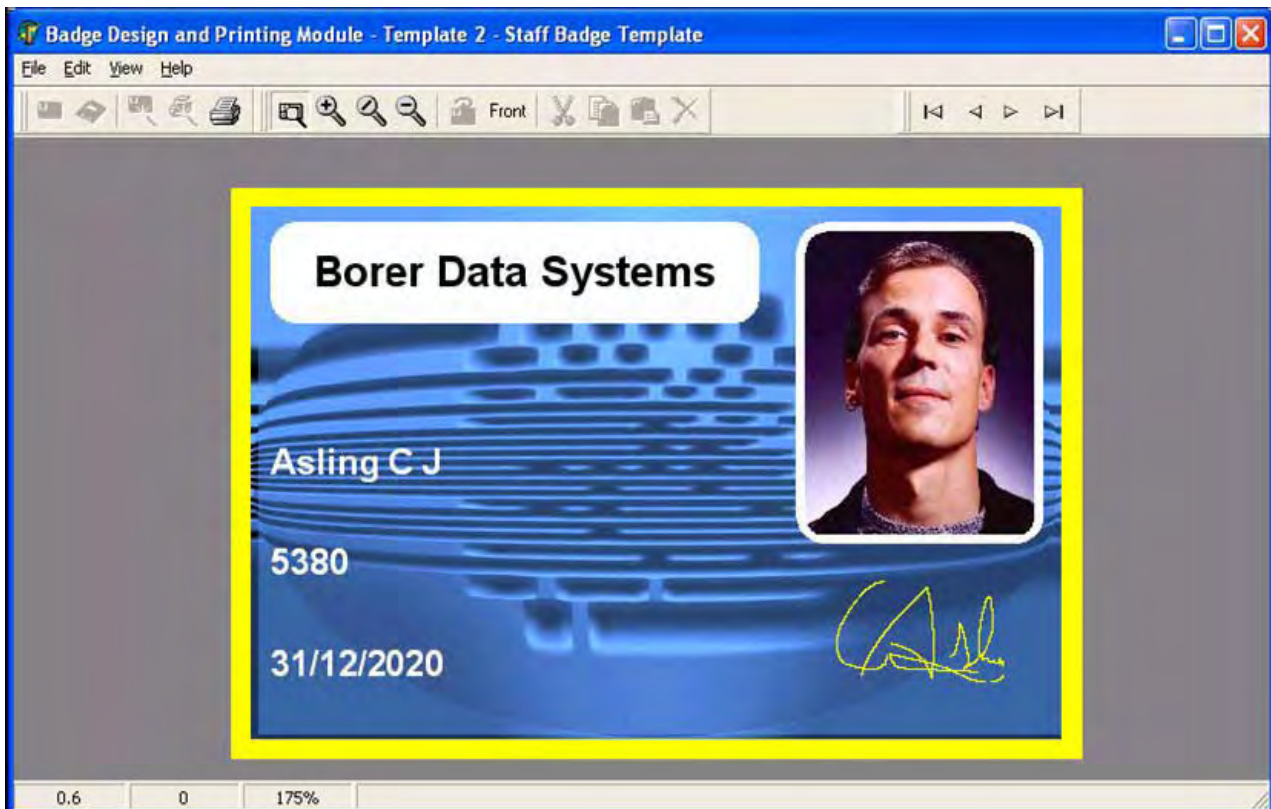 Badge Design and Printing Module - Template 2 - Staff Badge Template
File Edit View Help
Front
Borer Data Systems
Asling C J
5380
31/12/2020
0.6 0 175%